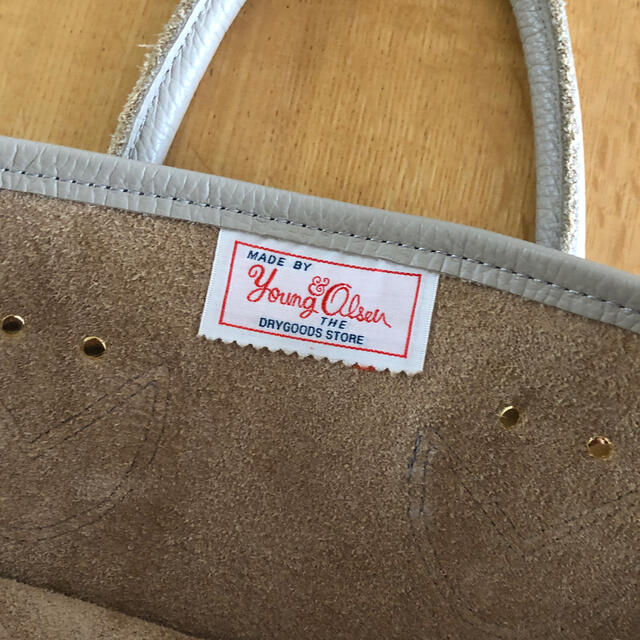 MADE BY
Young & Olsen
THE
DRYGOODS STORE